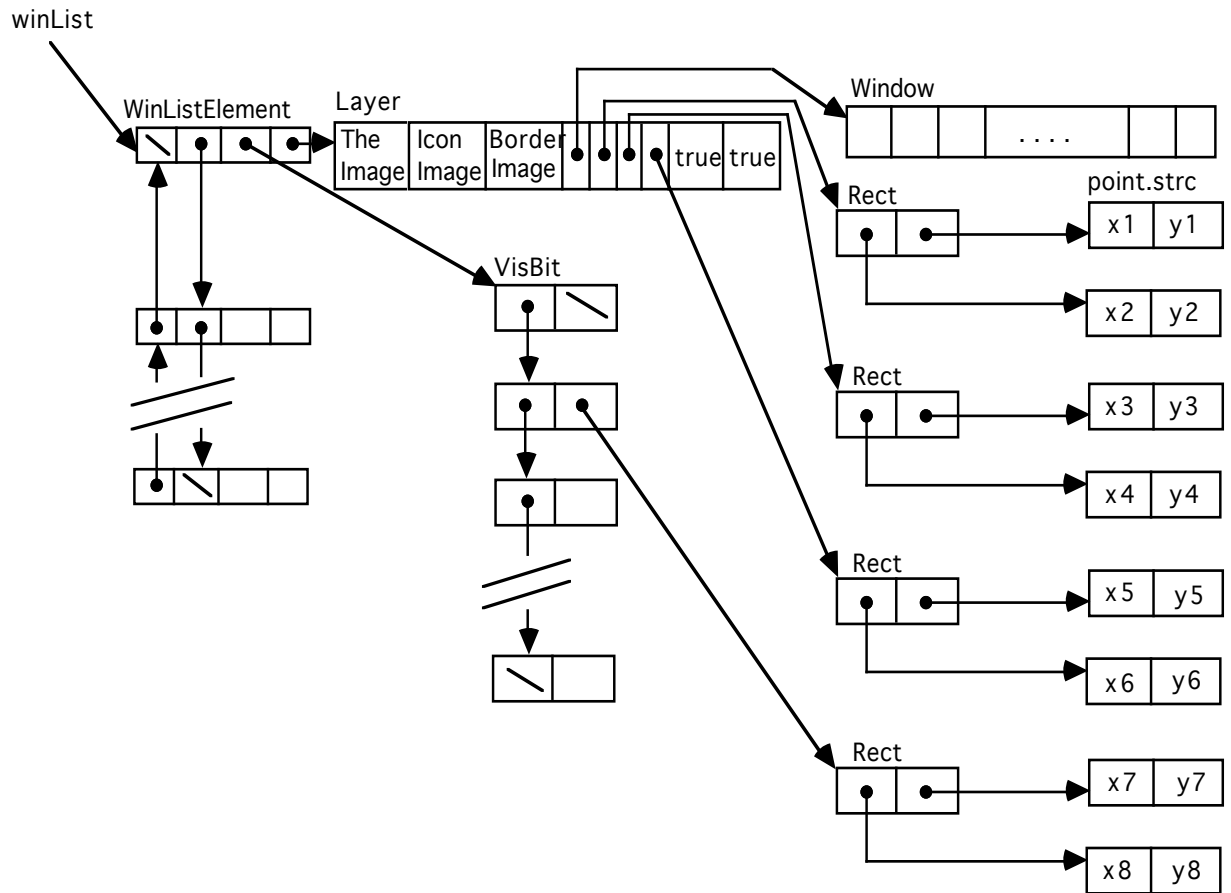 winList
WinListElement
Layer
The
Image
Icon
Image
Border
Image
true
true
Window
. . . .
point.strc
Rect
x1
y1
x2
y2
VisBit
Rect
x3
y3
x4
y4
Rect
x5
y5
x6
y6
Rect
x7
y7
x8
y8